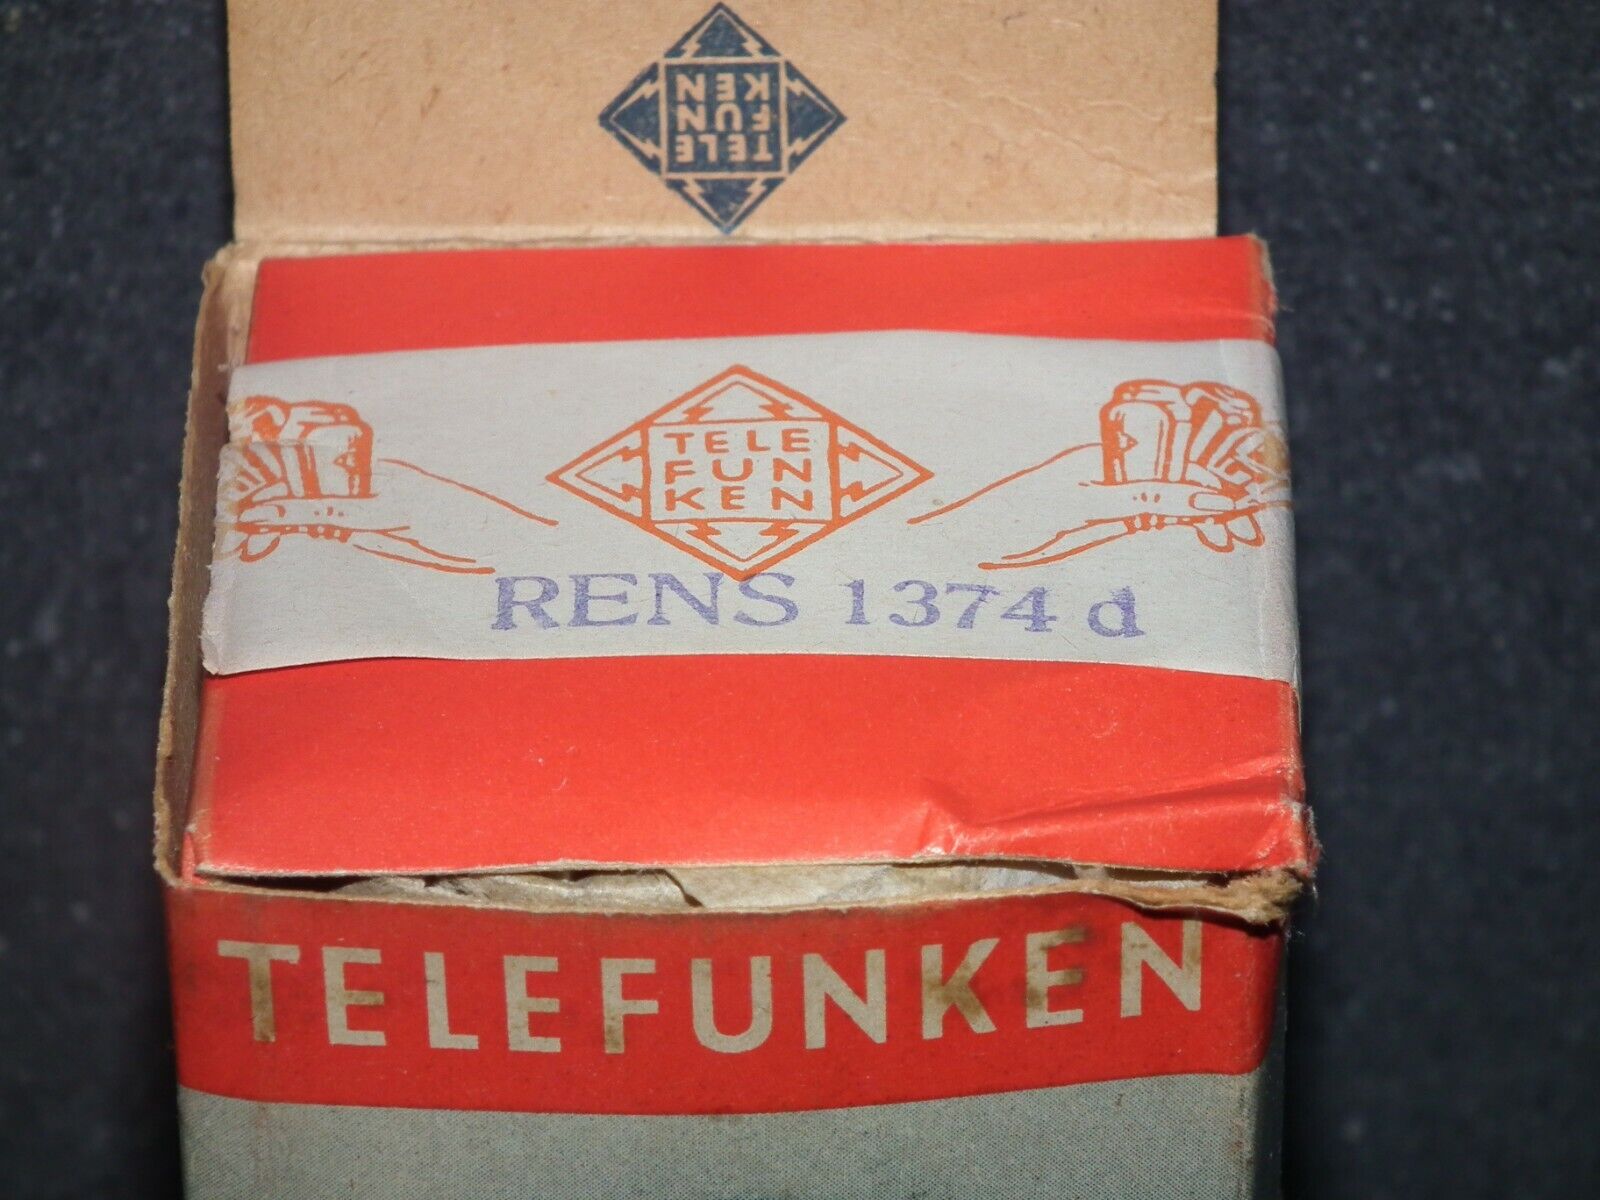 TELE
FUN
KEN
TELE
FUN
KEN
RENS 1374 d
TELEFUNKEN